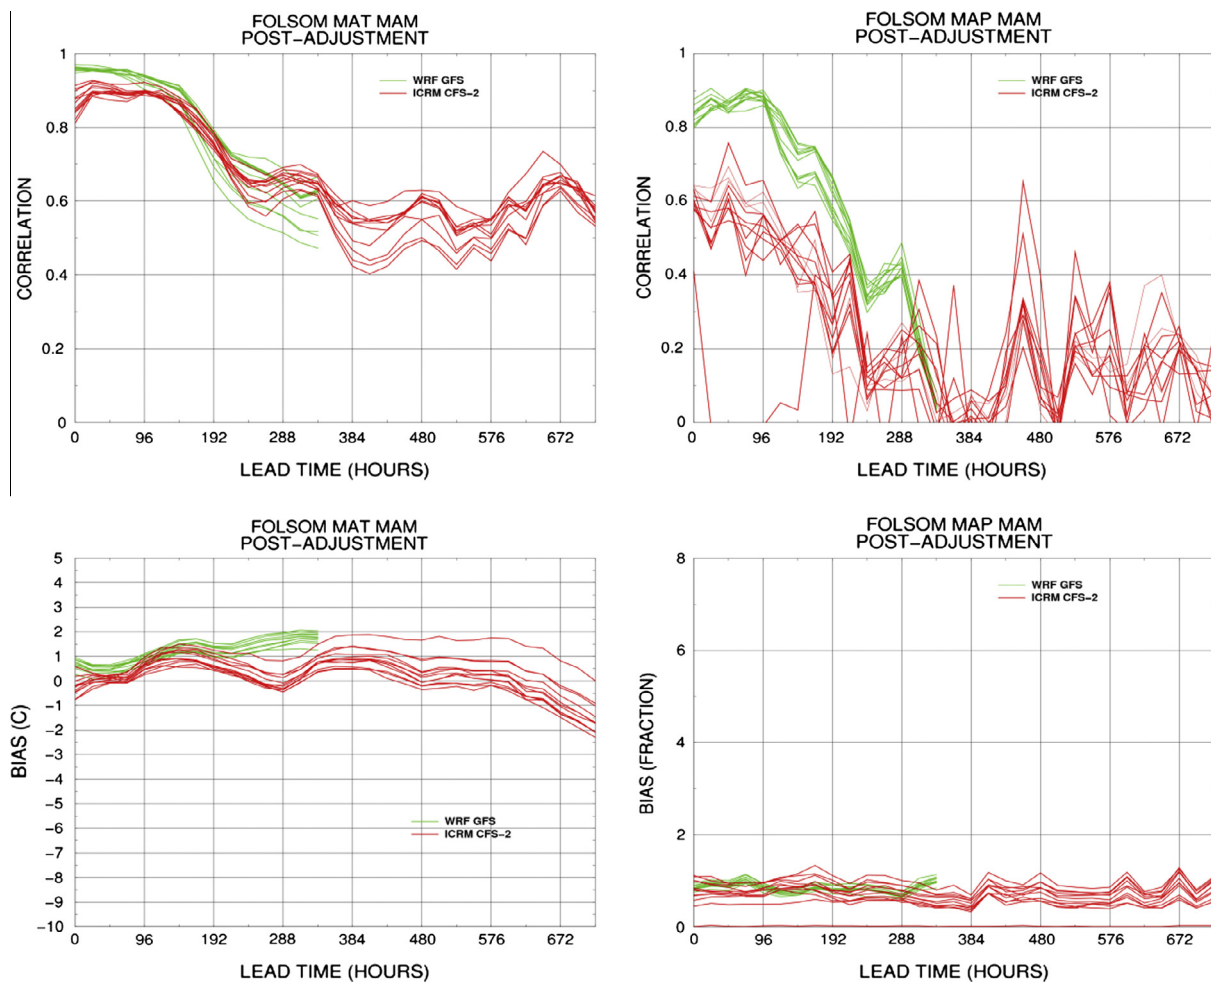 FOLSOM MAT MAM
POST-ADJUSTMENT
1
0.8
0.6
0.4
0.2
0
CORRELATION
WRF GFS
ICRM CFS-2
0 96 192 288 384 480 576 672
LEAD TIME (HOURS)
FOLSOM MAP MAM
POST-ADJUSTMENT
1
0.8
0.6
0.4
0.2
0
CORRELATION
WRF GFS
ICRM CFS-2
0 96 192 288 384 480 576 672
LEAD TIME (HOURS)
FOLSOM MAT MAM
POST-ADJUSTMENT
5
4
3
2
1
0
-1
-2
-3
-4
-5
-6
-7
-8
-9
-10
BIAS (C)
WRF GFS
ICRM CFS-2
0 96 192 288 384 480 576 672
LEAD TIME (HOURS)
FOLSOM MAP MAM
POST-ADJUSTMENT
8
6
4
2
0
BIAS (FRACTION)
WRF GFS
ICRM CFS-2
0 96 192 288 384 480 576 672
LEAD TIME (HOURS)